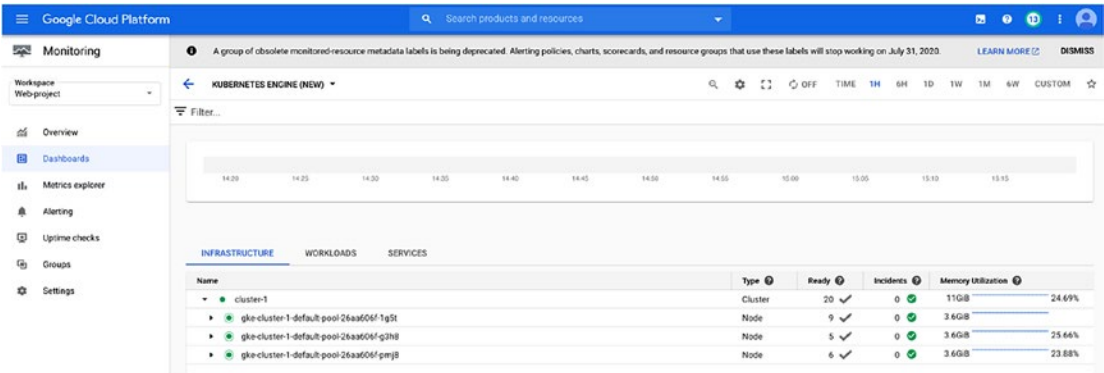 Google Cloud Platform
Search products and resources
13
Monitoring
A group of obsolete monitored-resource metadata labels is being deprecated. Alerting policies, charts, scorecards, and resource groups that use these labels will stop working on July 31, 2020.
LEARN MORE
DISMISS
Workspace
Web-project
KUBERNETES ENGINE (NEW)
OFF TIME 1H 6H 1D 1W 1M 6W CUSTOM
Filter...
Overview
Dashboards
Metrics explorer
Alerting
Uptime checks
Groups
Settings
14:20 14:25 14:30 14:35 14:40 14:45 14:50 14:55 15:00 15:05 15:10 15:15
INFRASTRUCTURE WORKLOADS SERVICES
Name Type Ready Incidents Memory Utilization
cluster-1 Cluster 20 0 11GiB 24.69%
gke-cluster-1-default-pool-26aa606f-1g5t Node 9 0 3.6GiB
gke-cluster-1-default-pool-26aa606f-g3h8 Node 5 0 3.6GiB 25.66%
gke-cluster-1-default-pool-26aa606f-pmj8 Node 6 0 3.6GiB 23.88%